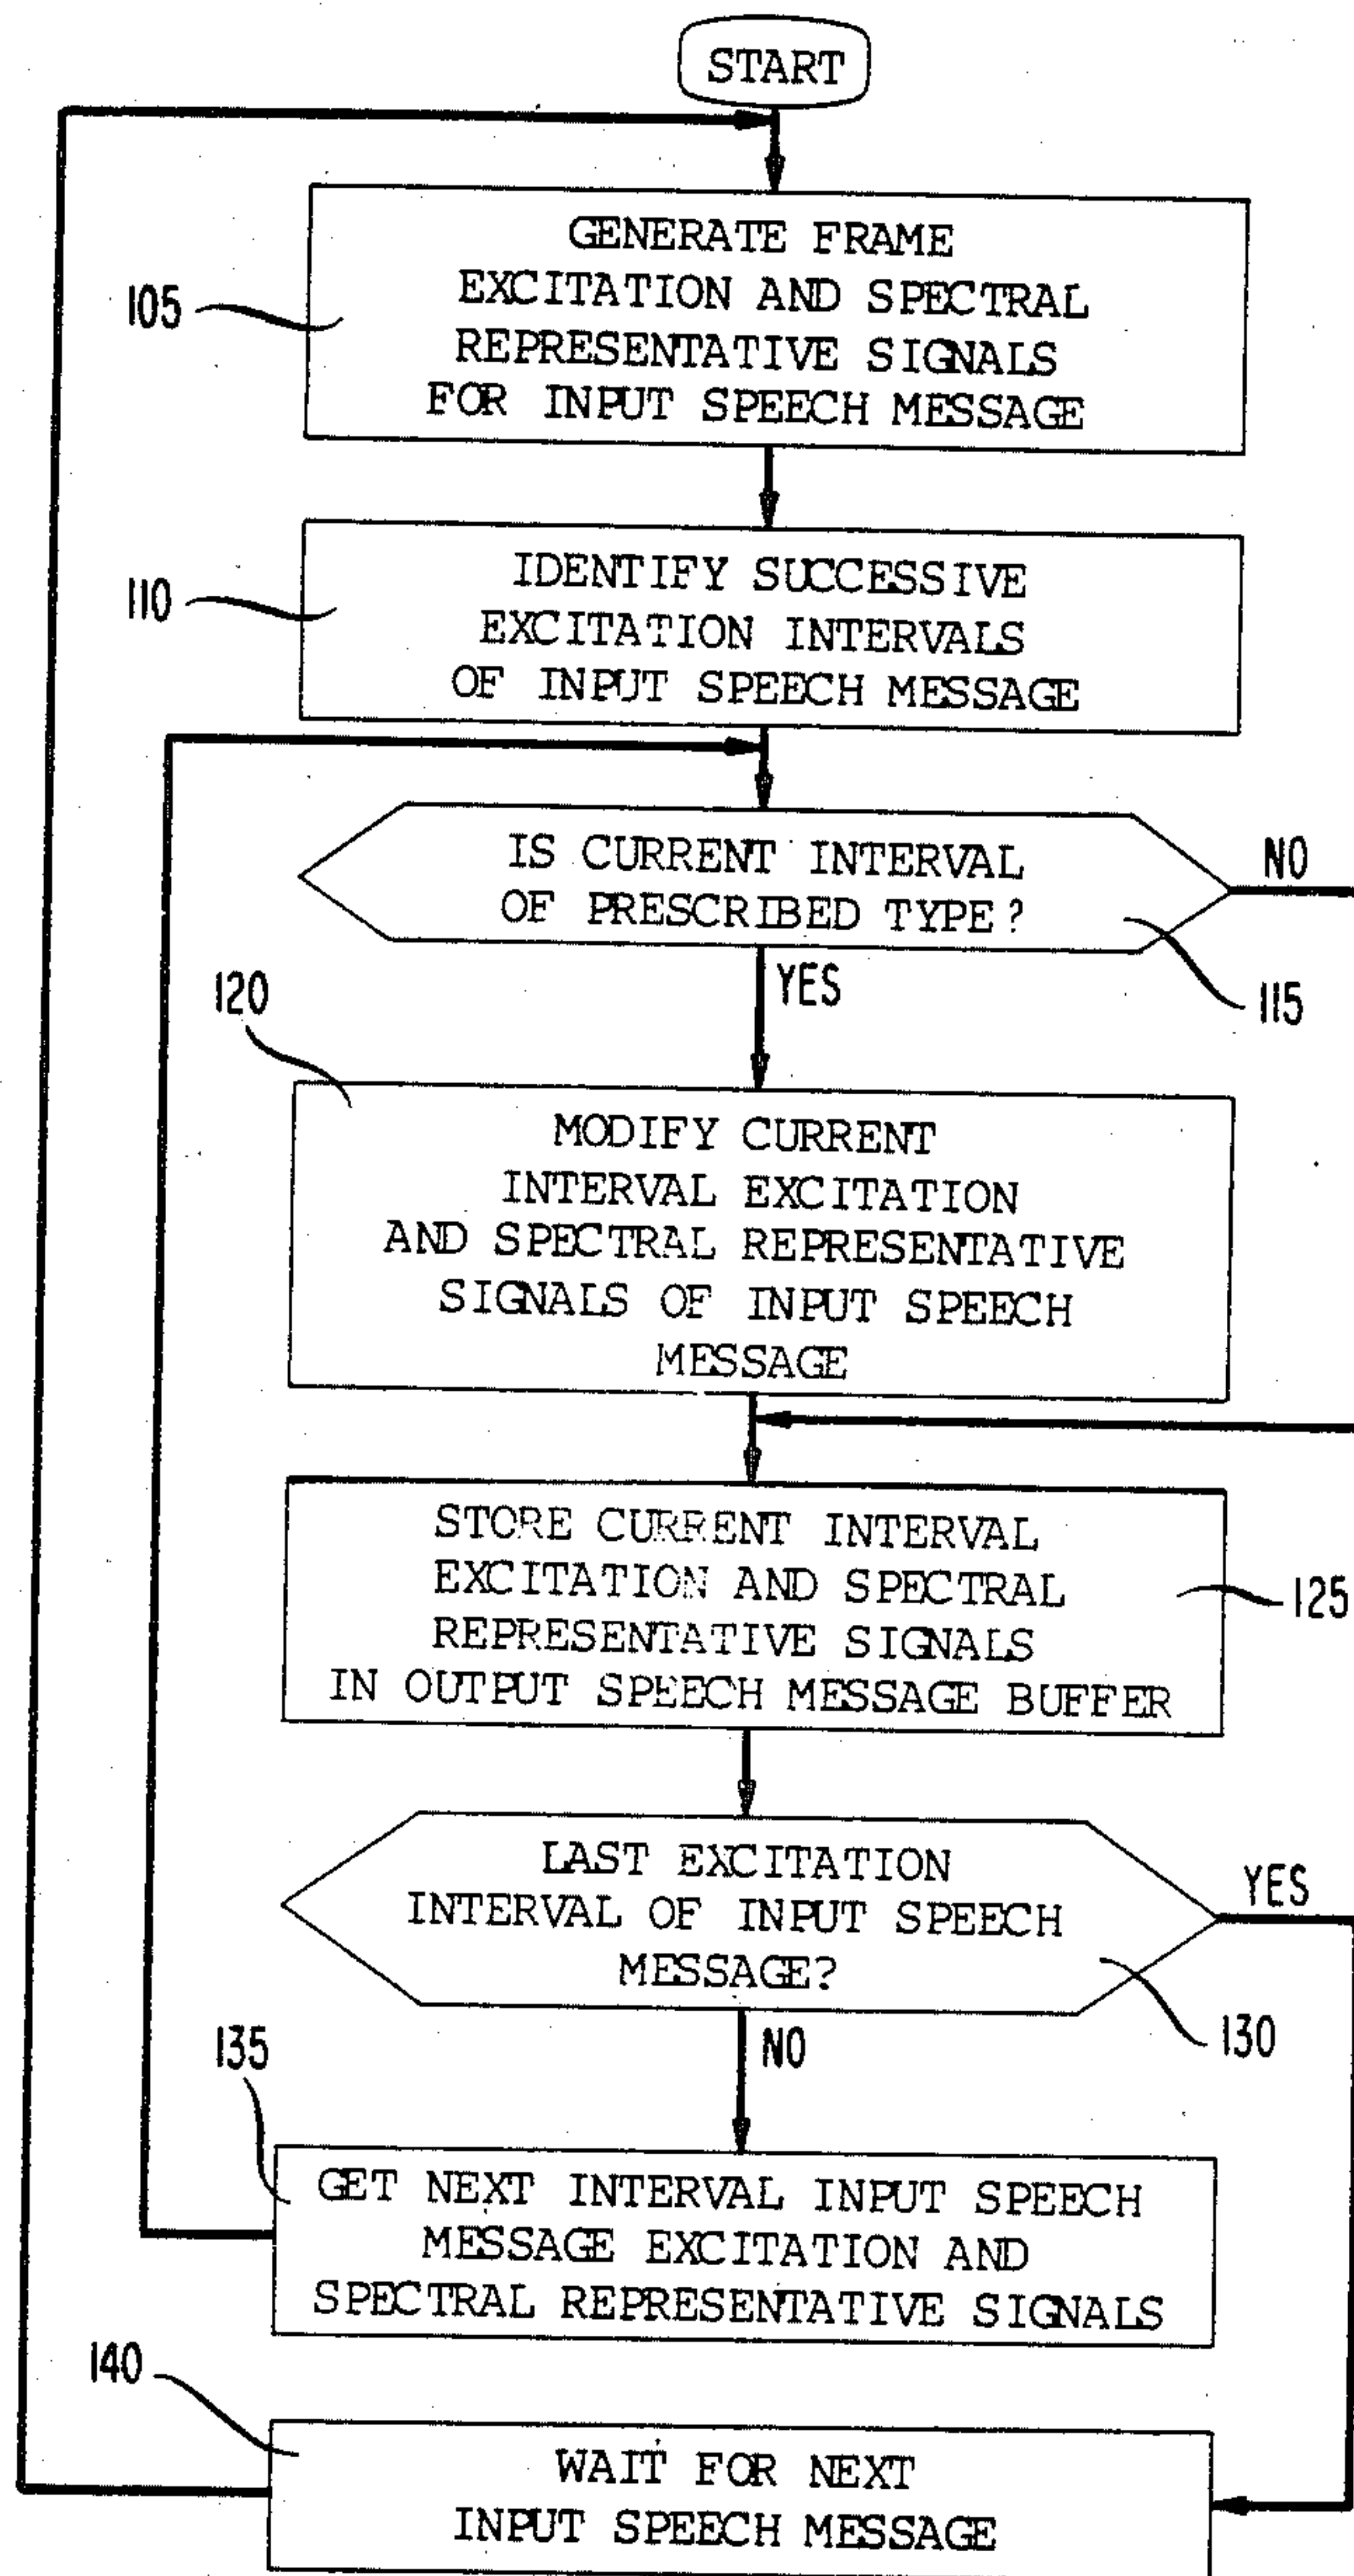 START
GENERATE FRAME
EXCITATION AND SPECTRAL
REPRESENTATIVE SIGNALS
FOR INPUT SPEECH MESSAGE
105
IDENTIFY SUCCESSIVE
EXCITATION INTERVALS
OF INPUT SPEECH MESSAGE
110
IS CURRENT INTERVAL
OF PRESCRIBED TYPE?
NO
115
YES
120
MODIFY CURRENT
INTERVAL EXCITATION
AND SPECTRAL REPRESENTATIVE
SIGNALS OF INPUT SPEECH
MESSAGE
STORE CURRENT INTERVAL
EXCITATION AND SPECTRAL
REPRESENTATIVE SIGNALS
IN OUTPUT SPEECH MESSAGE BUFFER
125
LAST EXCITATION
INTERVAL OF INPUT SPEECH
MESSAGE?
YES
130
NO
135
GET NEXT INTERVAL INPUT SPEECH
MESSAGE EXCITATION AND
SPECTRAL REPRESENTATIVE SIGNALS
140
WAIT FOR NEXT
INPUT SPEECH MESSAGE